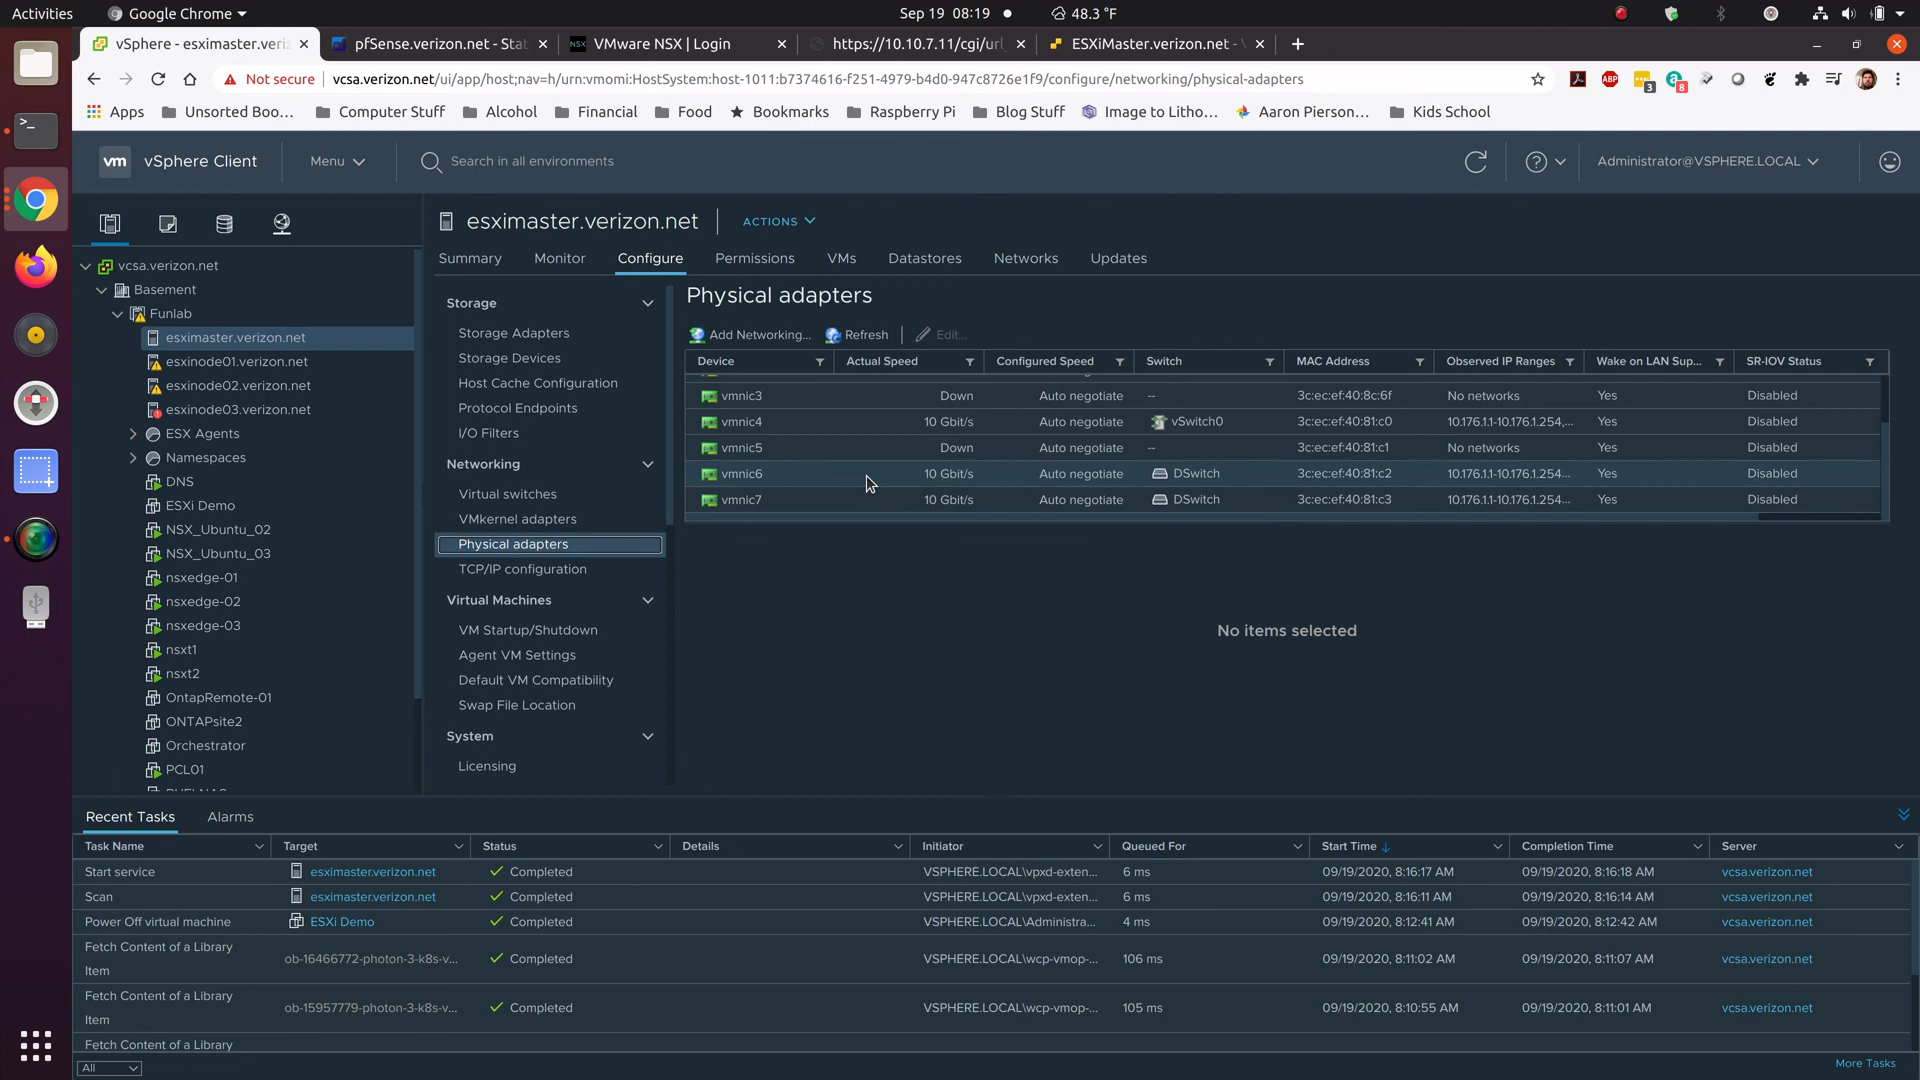 Activities
Google Chrome
Sep 19 08:19
48.3 °F
vSphere - esximaster.veri
pfSense.verizon.net - Sta
VMware NSX | Login
https://10.10.7.11/cgi/url
ESXiMaster.verizon.net -
Not secure
vcsa.verizon.net/ui/app/host;nav=h/urn:vmomi:HostSystem:host-1011:b7374616-f251-4979-b4d0-947c8726e1f9/configure/networking/physical-adapters
ABP
3
8
Apps
Unsorted Boo...
Computer Stuff
Alcohol
Financial
Food
Bookmarks
Raspberry Pi
Blog Stuff
Image to Litho...
Aaron Pierson...
Kids School
vm
vSphere Client
Menu
Search in all environments
Administrator@VSPHERE.LOCAL
vcsa.verizon.net
Basement
Funlab
esximaster.verizon.net
esxinode01.verizon.net
esxinode02.verizon.net
esxinode03.verizon.net
ESX Agents
Namespaces
DNS
ESXi Demo
NSX_Ubuntu_02
NSX_Ubuntu_03
nsxedge-01
nsxedge-02
nsxedge-03
nsxt1
nsxt2
OntapRemote-01
ONTAPsite2
Orchestrator
PCL01
esximaster.verizon.net
ACTIONS
Summary
Monitor
Configure
Permissions
VMs
Datastores
Networks
Updates
Storage
Storage Adapters
Storage Devices
Host Cache Configuration
Protocol Endpoints
I/O Filters
Networking
Virtual switches
VMkernel adapters
Physical adapters
TCP/IP configuration
Virtual Machines
VM Startup/Shutdown
Agent VM Settings
Default VM Compatibility
Swap File Location
System
Licensing
Physical adapters
Add Networking...
Refresh
Edit...
Device Actual Speed Configured Speed Switch MAC Address Observed IP Ranges Wake on LAN Sup... SR-IOV Status
vmnic3 Down Auto negotiate -- 3c:ec:ef:40:8c:6f No networks Yes Disabled
vmnic4 10 Gbit/s Auto negotiate vSwitch0 3c:ec:ef:40:81:c0 10.176.1.1-10.176.1.254,... Yes Disabled
vmnic5 Down Auto negotiate -- 3c:ec:ef:40:81:c1 No networks Yes Disabled
vmnic6 10 Gbit/s Auto negotiate DSwitch 3c:ec:ef:40:81:c2 10.176.1.1-10.176.1.254... Yes Disabled
vmnic7 10 Gbit/s Auto negotiate DSwitch 3c:ec:ef:40:81:c3 10.176.1.1-10.176.1.254... Yes Disabled
No items selected
Recent Tasks
Alarms
Task Name Target Status Details Initiator Queued For Start Time Completion Time Server
Start service esximaster.verizon.net Completed VSPHERE.LOCAL\vpxd-exten... 6 ms 09/19/2020, 8:16:17 AM 09/19/2020, 8:16:18 AM vcsa.verizon.net
Scan esximaster.verizon.net Completed VSPHERE.LOCAL\vpxd-exten... 6 ms 09/19/2020, 8:16:11 AM 09/19/2020, 8:16:14 AM vcsa.verizon.net
Power Off virtual machine ESXi Demo Completed VSPHERE.LOCAL\Administra... 4 ms 09/19/2020, 8:12:41 AM 09/19/2020, 8:12:42 AM vcsa.verizon.net
Fetch Content of a Library
Item
ob-16466772-photon-3-k8s-v... Completed VSPHERE.LOCAL\wcp-vmop-... 106 ms 09/19/2020, 8:11:02 AM 09/19/2020, 8:11:07 AM vcsa.verizon.net
Fetch Content of a Library
Item
ob-15957779-photon-3-k8s-v... Completed VSPHERE.LOCAL\wcp-vmop-... 105 ms 09/19/2020, 8:10:55 AM 09/19/2020, 8:11:01 AM vcsa.verizon.net
Fetch Content of a Library
All
More Tasks